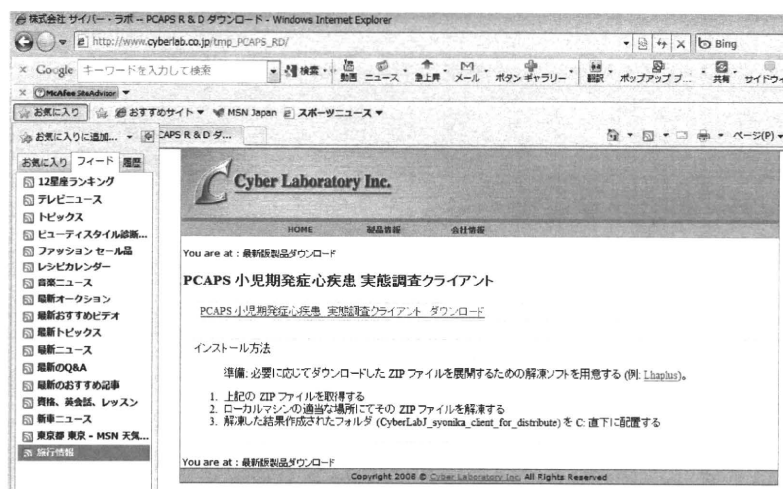 株式会社 サイバー・ラボ -- PCAPS R & D ダウンロード - Windows Internet Explorer
http://www.cyberlab.co.jp/tmp_PCAPS_RD/
Bing
Google キーワードを入力して検索 検索 動画 ニュース 急上昇 メール ボタン ギャラリー 翻訳 ポップアップ ブ... 共有 サイドウィ
McAfee SiteAdvisor
お気に入り おすすめサイト MSN Japan スポーツニュース
お気に入りに追加... CAPS R & D ダ... ページ(P)
お気に入り フィード 履歴
12星座ランキング
テレビニュース
トピックス
ビューティスタイル診断...
ファッション セール品
レシピカレンダー
音楽ニュース
最新オークション
最新おすすめビデオ
最新トピックス
最新ニュース
最新のQ&A
最新のおすすめ記事
資格、英会話、レッスン
新車ニュース
東京都 東京 - MSN 天気...
旅行情報
Cyber Laboratory Inc.
HOME 製品情報 会社情報
You are at : 最新版製品ダウンロード
PCAPS 小児期発症心疾患 実態調査クライアント
PCAPS 小児期発症心疾患 実態調査クライアント ダウンロード
インストール方法
準備: 必要に応じてダウンロードした ZIP ファイルを展開するための解凍ソフトを用意する (例: Lhaplus)。
1. 上記の ZIP ファイルを取得する
2. ローカルマシンの適当な場所にてその ZIP ファイルを解凍する
3. 解凍した結果作成されたフォルダ (CyberLabJ_syonika_client_for_distribute) を C: 直下に配置する
You are at : 最新版製品ダウンロード
Copyright 2008 © Cyber Laboratory Inc. All Rights Reserved